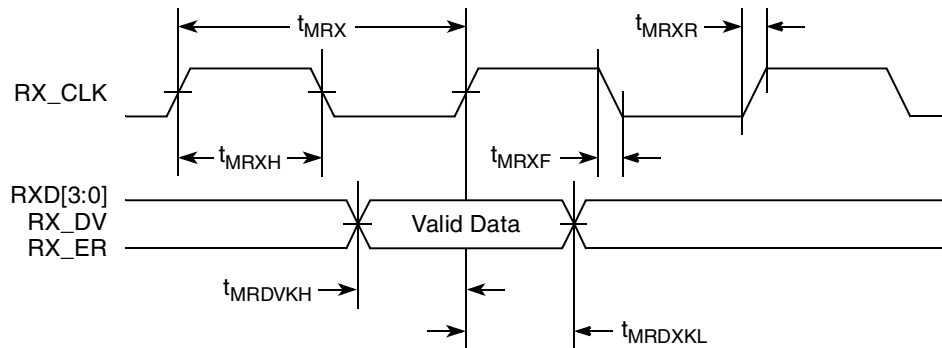 tMRX
tMRXR
RX_CLK
tMRXH
tMRXF
RXD[3:0]
RX_DV
Valid Data
RX_ER
tMRDVKH
tMRDXKL